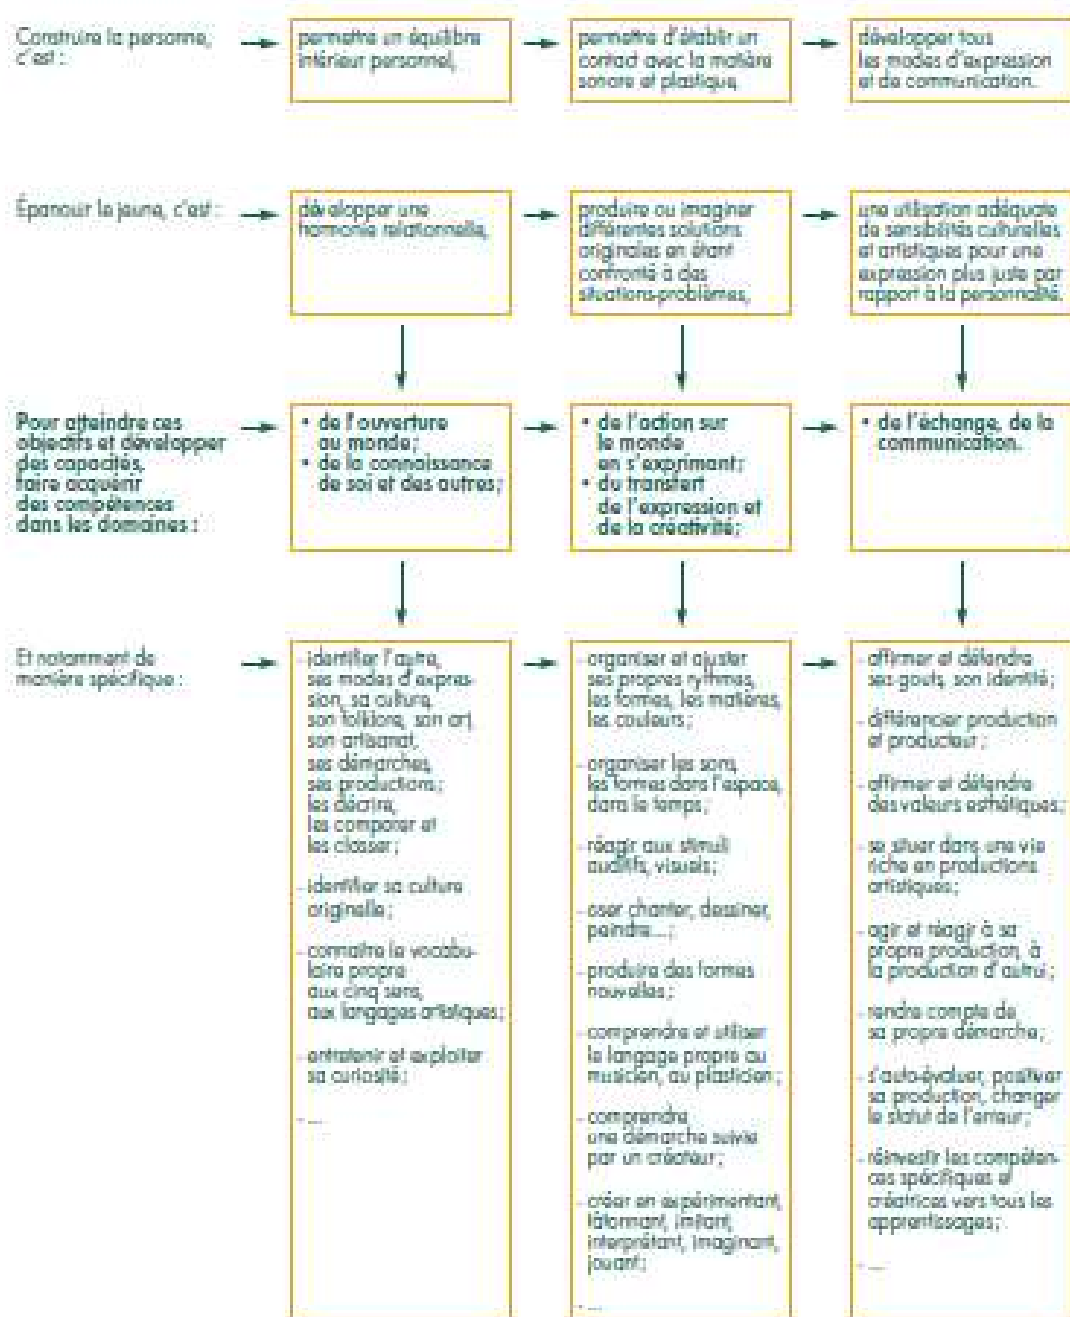 Construire la personne,
c'est :
permettre un équilibre
intérieur personnel,
permettre d'établir un
contact avec la matière
sonore et plastique,
développer tous
les modes d'expression
et de communication.
Épanouir le jeune, c'est :
développer une
harmonie relationnelle,
produire ou imaginer
différentes solutions
originales en étant
confronté à des
situations-problèmes,
une utilisation adéquate
de sensibilités culturelles
et artistiques pour une
expression plus juste par
rapport à la personnalité.
Pour atteindre ces
objectifs et développer
des capacités,
faire acquérir
des compétences
dans les domaines :
• de l'ouverture
au monde;
• de la connaissance
de soi et des autres;
• de l'action sur
le monde
en s'exprimant;
• du transfert
de l'expression et
de la créativité;
• de l'échange, de la
communication.
Et notamment de
manière spécifique :
- identifier l'autre,
ses modes d'expres-
sion, sa culture,
son folklore, son art,
son artisanat,
ses démarches,
ses productions;
les décrire,
les comparer et
les classer;
- identifier sa culture
originelle;
- connaître le vocabu-
laire propre
aux cinq sens,
aux langages artistiques;
- entretenir et exploiter
sa curiosité;
- ...
- organiser et ajuster
ses propres rythmes,
les formes, les matières,
les couleurs;
- organiser les sons,
les formes dans l'espace,
dans le temps;
- réagir aux stimuli
auditifs, visuels;
- oser chanter, dessiner,
peindre...;
- produire des formes
nouvelles;
- comprendre et utiliser
le langage propre au
musicien, au plasticien;
- comprendre
une démarche suivie
par un créateur;
- créer en expérimentant,
tâtonnant, imitant,
interprétant, imaginant,
jouant;
- ...
- affirmer et défendre
ses gouts, son identité;
- différencier production
et producteur;
- affirmer et défendre
des valeurs esthétiques;
- se situer dans une vie
riche en productions
artistiques;
- agir et réagir à sa
propre production, à
la production d'autrui;
- rendre compte de
sa propre démarche;
- s'auto-évaluer, positiver
sa production, changer
le statut de l'erreur;
- réinvestir les compéten-
ces spécifiques et
créatrices vers tous les
apprentissages;
- ...